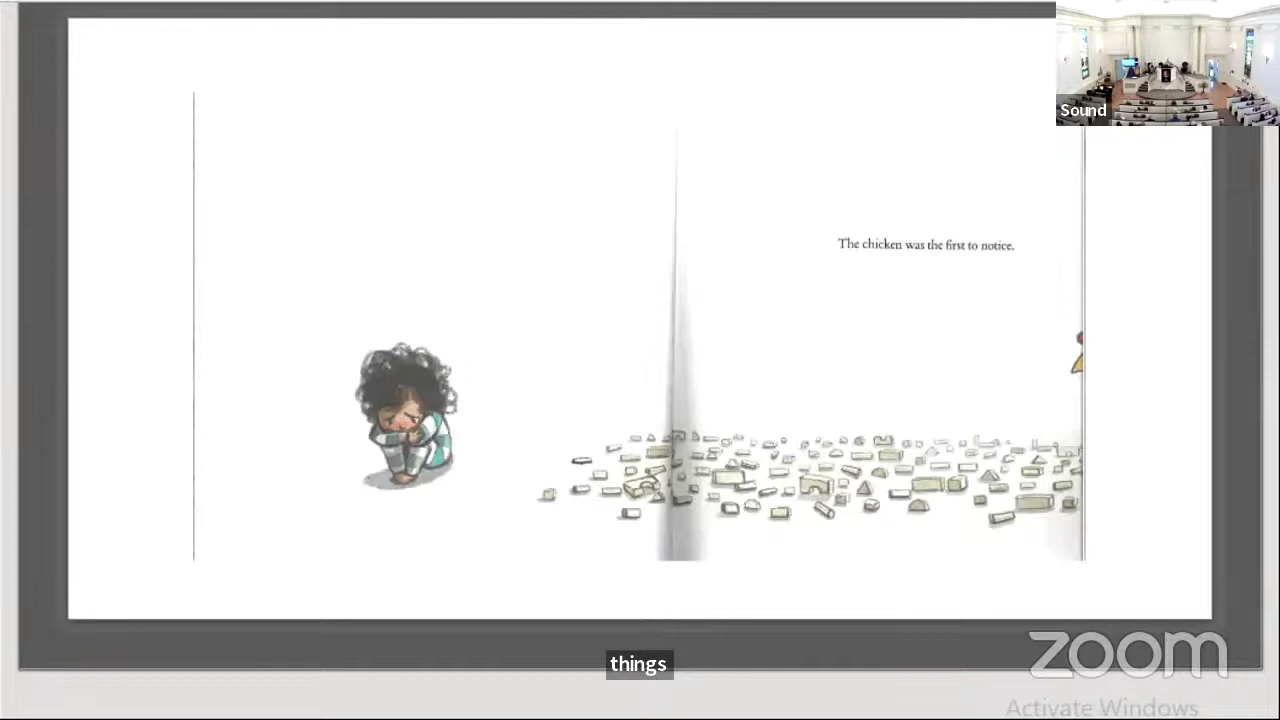 Sound
The chicken was the first to notice.
things
zoom
Activate Windows